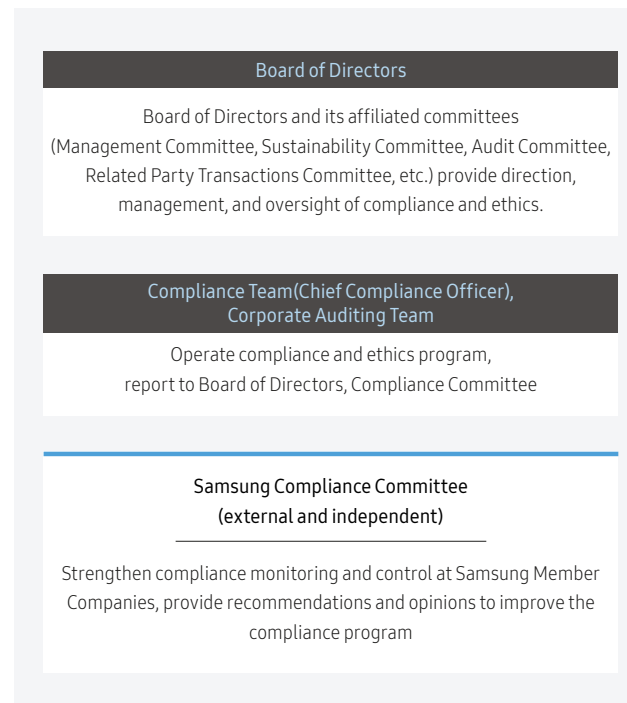 Board of Directors
Board of Directors and its affiliated committees
(Management Committee, Sustainability Committee, Audit Committee,
Related Party Transactions Committee, etc.) provide direction,
management, and oversight of compliance and ethics.
Compliance Team(Chief Compliance Officer),
Corporate Auditing Team
Operate compliance and ethics program,
report to Board of Directors, Compliance Committee
Samsung Compliance Committee
(external and independent)
Strengthen compliance monitoring and control at Samsung Member
Companies, provide recommendations and opinions to improve the
compliance program